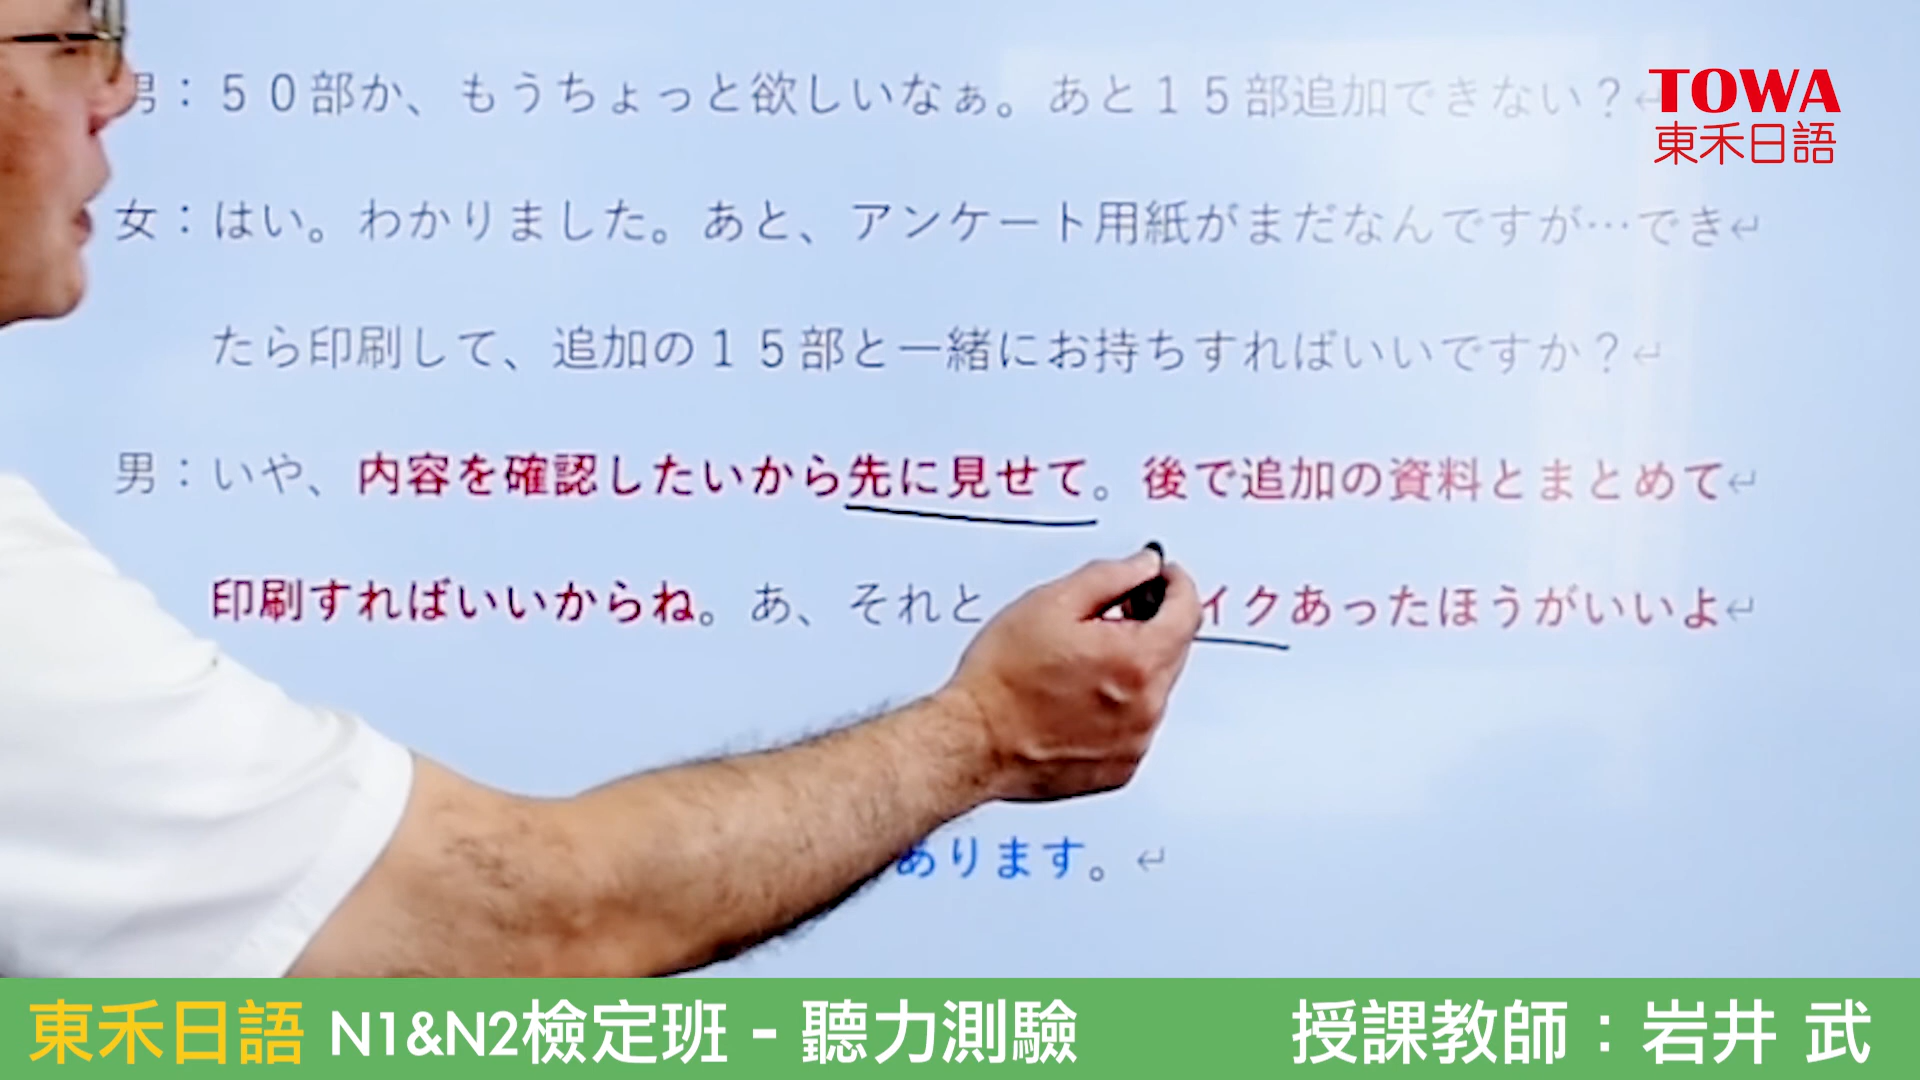 男：５０部か、もうちょっと欲しいなぁ。あと１５部追加できない？
TOWA
東禾日語
女：はい。わかりました。あと、アンケート用紙がまだなんですが…でき
たら印刷して、追加の１５部と一緒にお持ちすればいいですか？
男：いや、内容を確認したいから先に見せて。後で追加の資料とまとめて
印刷すればいいからね。あ、それと イクあったほうがいいよ
あります。
東禾日語 N1&N2檢定班 - 聽力測驗 授課教師：岩井 武